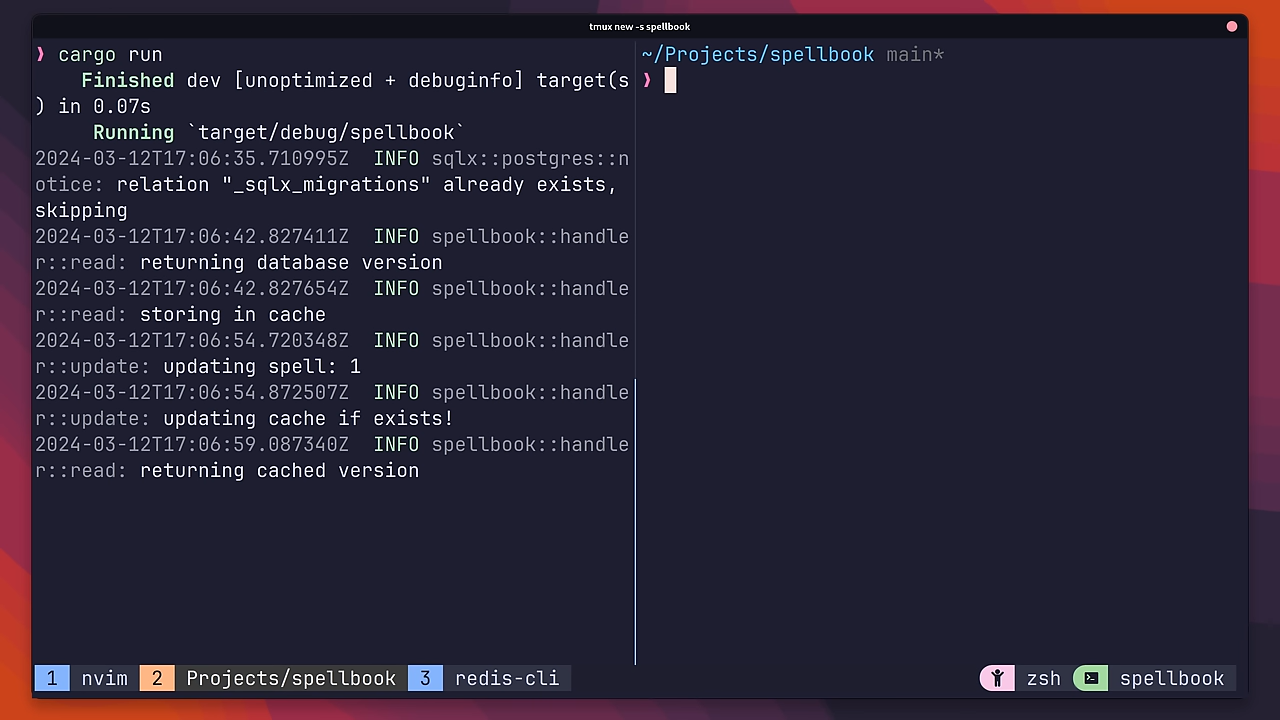 tmux new -s spellbook
❱ cargo run
Finished dev [unoptimized + debuginfo] target(s
) in 0.07s
Running `target/debug/spellbook`
2024-03-12T17:06:35.710995Z  INFO sqlx::postgres::n
otice: relation "_sqlx_migrations" already exists,
skipping
2024-03-12T17:06:42.827411Z  INFO spellbook::handle
r::read: returning database version
2024-03-12T17:06:42.827654Z  INFO spellbook::handle
r::read: storing in cache
2024-03-12T17:06:54.720348Z  INFO spellbook::handle
r::update: updating spell: 1
2024-03-12T17:06:54.872507Z  INFO spellbook::handle
r::update: updating cache if exists!
2024-03-12T17:06:59.087340Z  INFO spellbook::handle
r::read: returning cached version
~/Projects/spellbook main*
❱
1 nvim 2 Projects/spellbook 3 redis-cli zsh spellbook